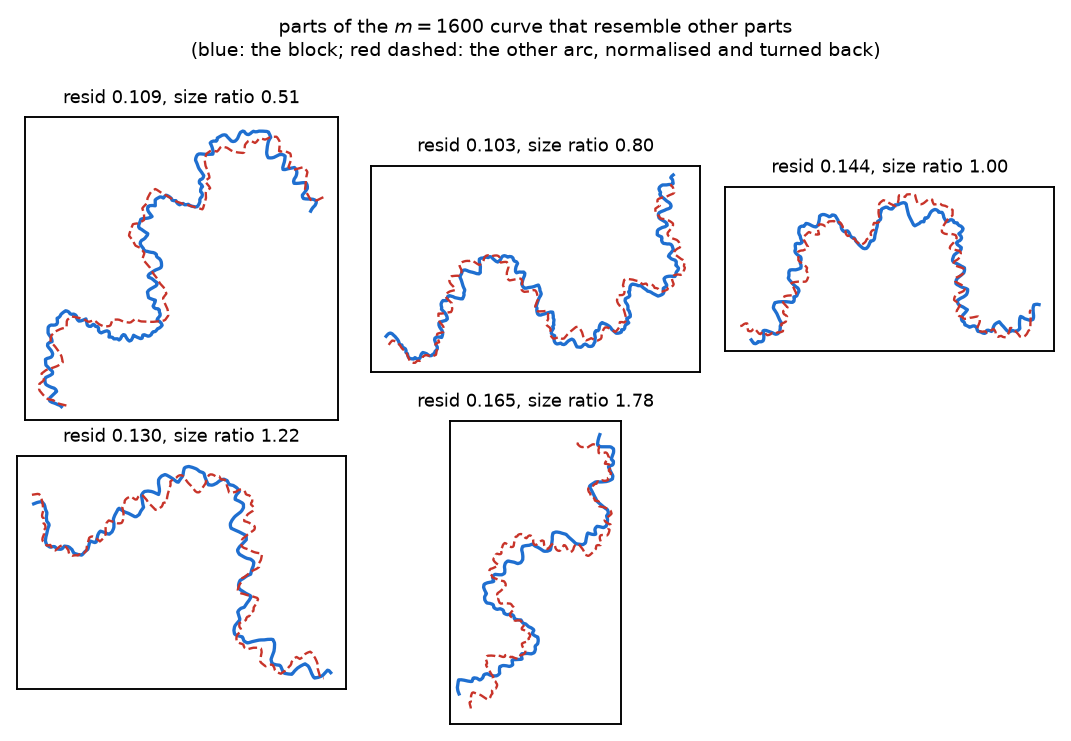 parts of the m = 1600 curve that resemble other parts
(blue: the block; red dashed: the other arc, normalised and turned back)
resid 0.109, size ratio 0.51
resid 0.103, size ratio 0.80
resid 0.144, size ratio 1.00
resid 0.130, size ratio 1.22
resid 0.165, size ratio 1.78